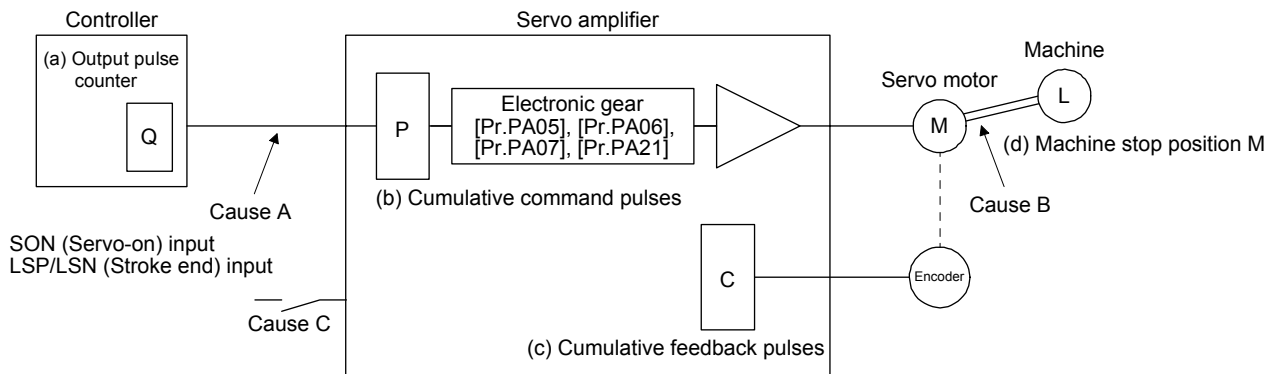 Controller
(a) Output pulse
counter
Q
Cause A
SON (Servo-on) input
LSP/LSN (Stroke end) input
Cause C
Servo amplifier
P
Electronic gear
[Pr.PA05], [Pr.PA06],
[Pr.PA07], [Pr.PA21]
(b) Cumulative command pulses
C
(c) Cumulative feedback pulses
Servo motor
M
Encoder
Machine
L
(d) Machine stop position M
Cause B